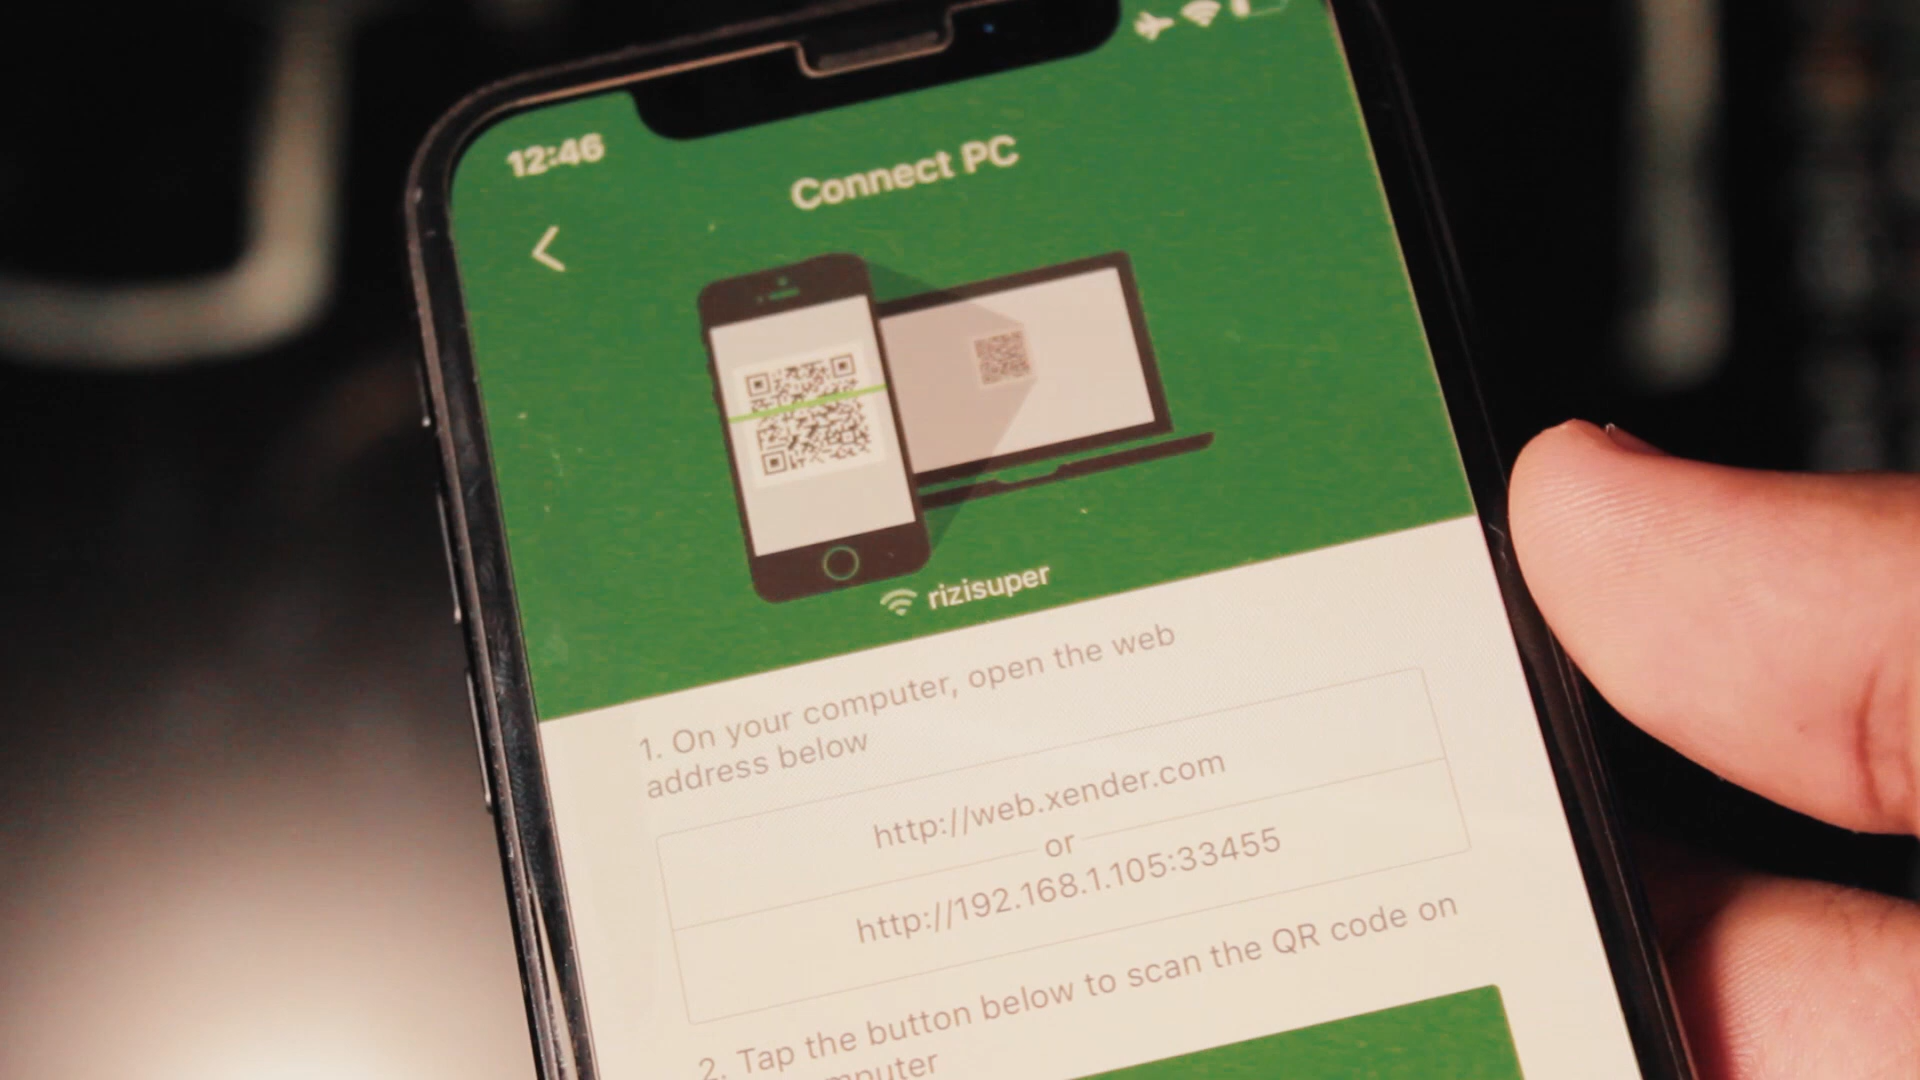 12:46
Connect PC
rizisuper
1. On your computer, open the web
address below
http://web.xender.com
or
http://192.168.1.105:33455
2. Tap the button below to scan the QR code on